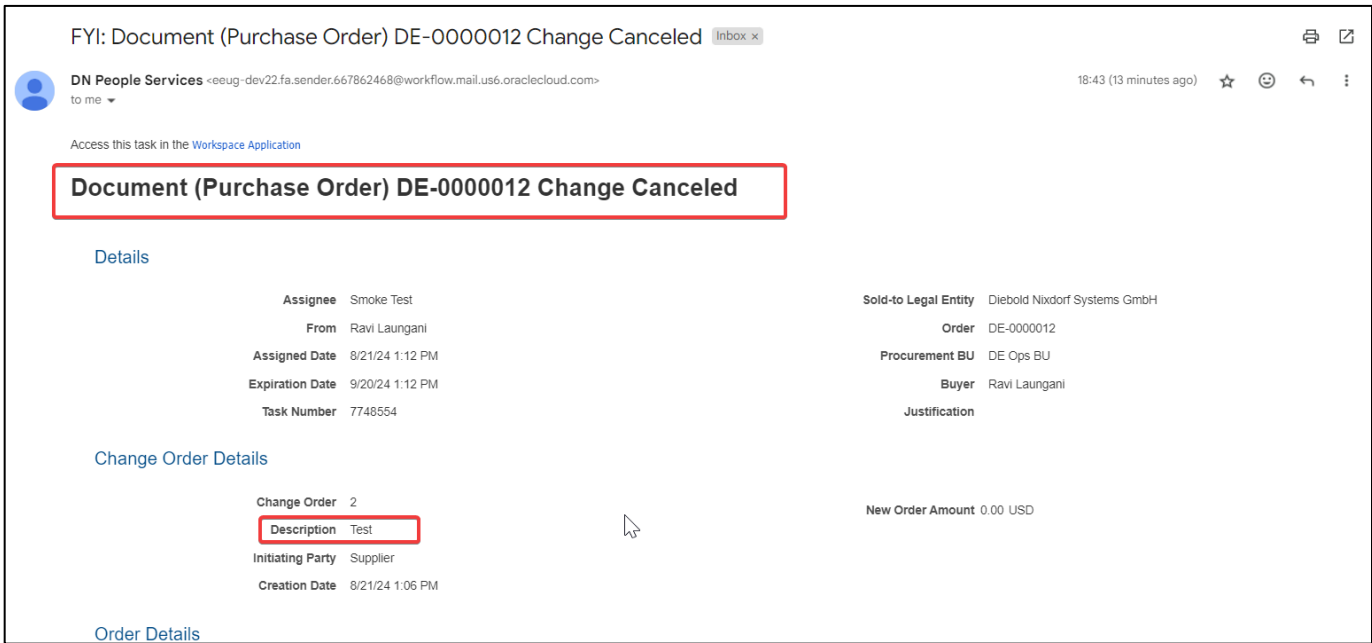 FYI: Document (Purchase Order) DE-0000012 Change Canceled Inbox x
DN People Services <eeug-dev22.fa.sender.667862468@workflow.mail.us6.oraclecloud.com> 18:43 (13 minutes ago)
to me
Access this task in the Workspace Application
Document (Purchase Order) DE-0000012 Change Canceled
Details
Assignee Smoke Test Sold-to Legal Entity Diebold Nixdorf Systems GmbH
From Ravi Laungani Order DE-0000012
Assigned Date 8/21/24 1:12 PM Procurement BU DE Ops BU
Expiration Date 9/20/24 1:12 PM Buyer Ravi Laungani
Task Number 7748554 Justification
Change Order Details
Change Order 2 New Order Amount 0.00 USD
Description Test
Initiating Party Supplier
Creation Date 8/21/24 1:06 PM
Order Details